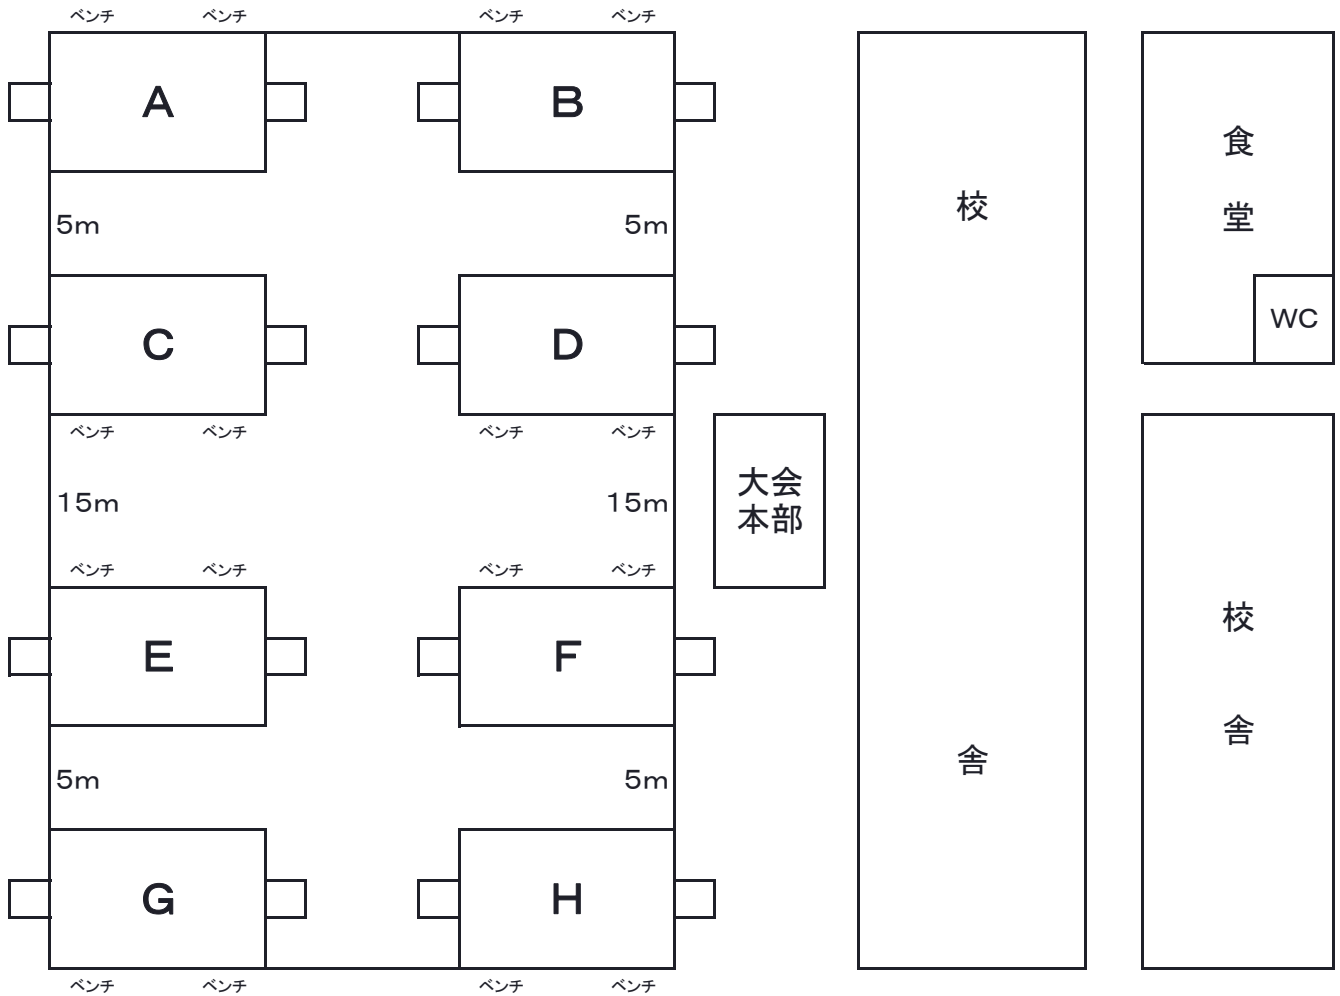 ベンチ ベンチ ベンチ ベンチ
A B
食堂
校舎
5m 5m
WC
C D
ベンチ ベンチ ベンチ ベンチ
大会
本部
15m 15m
ベンチ ベンチ ベンチ ベンチ
校舎
E F
5m 5m
G H
ベンチ ベンチ ベンチ ベンチ